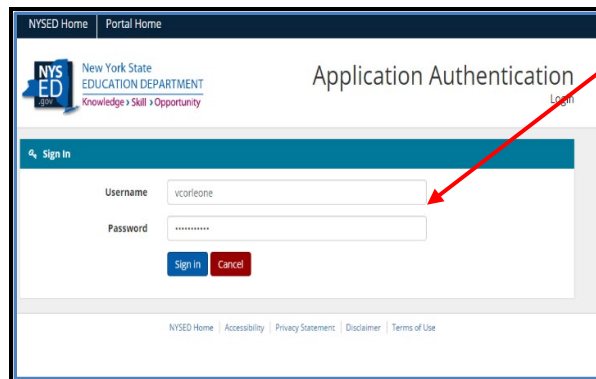 NYSED Home Portal Home
NYS
ED
.gov
New York State
EDUCATION DEPARTMENT
Knowledge > Skill > Opportunity
Application Authentication
Login
Sign In
Username vcorleone
Password ...........
Sign in Cancel
NYSED Home | Accessibility | Privacy Statement | Disclaimer | Terms of Use